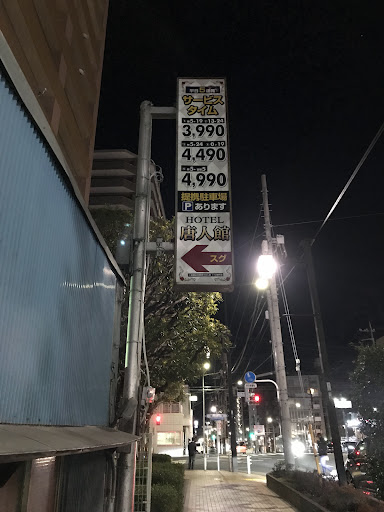 サービス
タイム
3,990
4,490
4,990
提携駐車場
P あります
HOTEL
唐人館
スグ